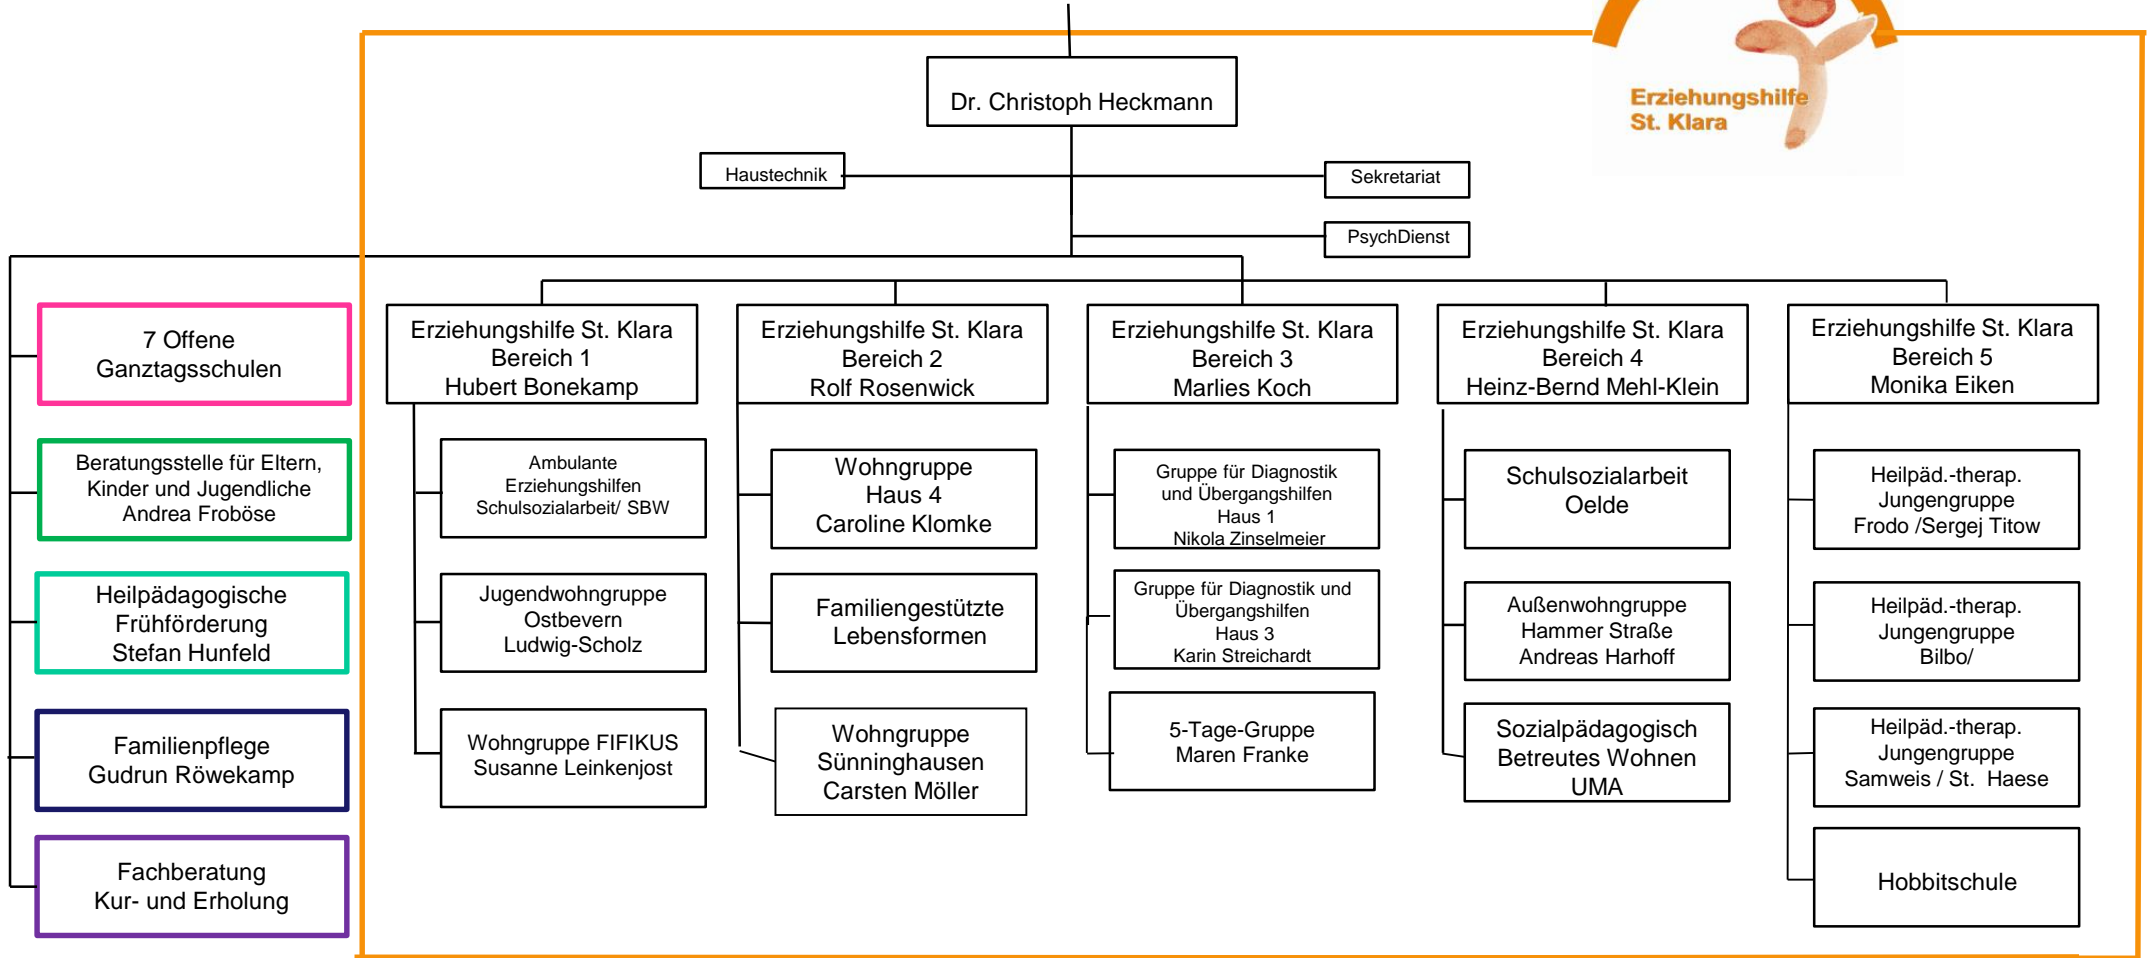 Erziehungshilfe
St. Klara
Dr. Christoph Heckmann
Haustechnik
Sekretariat
PsychDienst
7 Offene
Ganztagsschulen
Beratungsstelle für Eltern,
Kinder und Jugendliche
Andrea Froböse
Heilpädagogische
Frühförderung
Stefan Hunfeld
Familienpflege
Gudrun Röwekamp
Fachberatung
Kur- und Erholung
Erziehungshilfe St. Klara
Bereich 1
Hubert Bonekamp
Ambulante
Erziehungshilfen
Schulsozialarbeit/ SBW
Jugendwohngruppe
Ostbevern
Ludwig-Scholz
Wohngruppe FIFIKUS
Susanne Leinkenjost
Erziehungshilfe St. Klara
Bereich 2
Rolf Rosenwick
Wohngruppe
Haus 4
Caroline Klomke
Familiengestützte
Lebensformen
Wohngruppe
Sünninghausen
Carsten Möller
Erziehungshilfe St. Klara
Bereich 3
Marlies Koch
Gruppe für Diagnostik
und Übergangshilfen
Haus 1
Nikola Zinselmeier
Gruppe für Diagnostik und
Übergangshilfen
Haus 3
Karin Streichardt
5-Tage-Gruppe
Maren Franke
Erziehungshilfe St. Klara
Bereich 4
Heinz-Bernd Mehl-Klein
Schulsozialarbeit
Oelde
Außenwohngruppe
Hammer Straße
Andreas Harhoff
Sozialpädagogisch
Betreutes Wohnen
UMA
Erziehungshilfe St. Klara
Bereich 5
Monika Eiken
Heilpäd.-therap.
Jungengruppe
Frodo /Sergej Titow
Heilpäd.-therap.
Jungengruppe
Bilbo/
Heilpäd.-therap.
Jungengruppe
Samweis / St. Haese
Hobbitschule